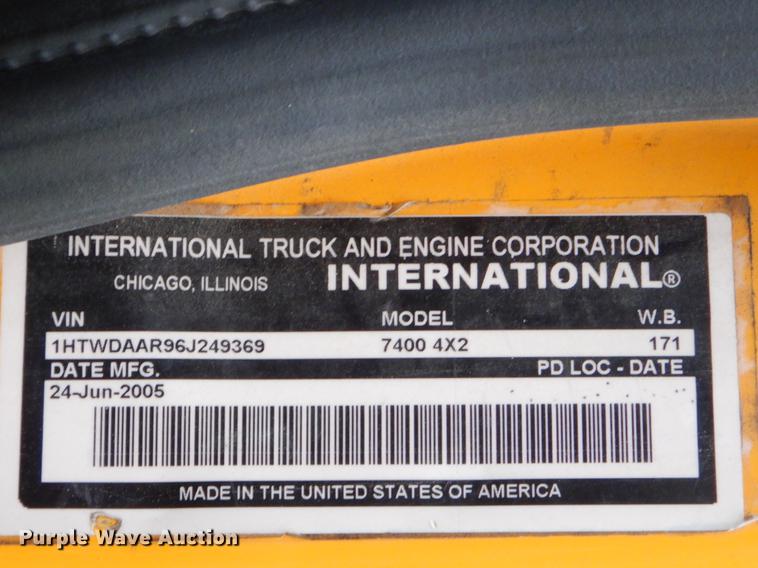 INTERNATIONAL TRUCK AND ENGINE CORPORATION
CHICAGO, ILLINOIS INTERNATIONAL®
VIN MODEL W.B.
1HTWDAAR96J249369 7400 4X2 171
DATE MFG. PD LOC - DATE
24-Jun-2005
MADE IN THE UNITED STATES OF AMERICA
Purple Wave Auction